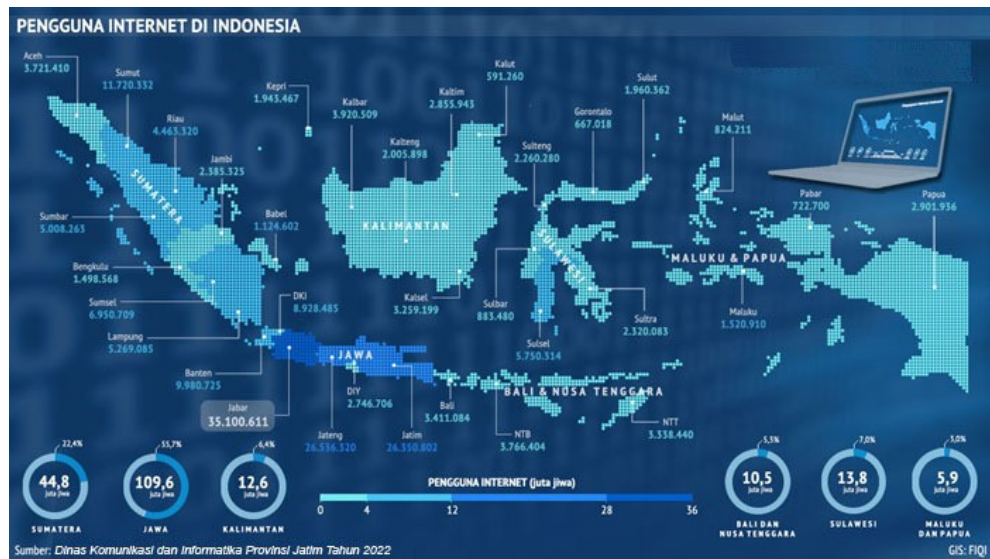 PENGGUNA INTERNET DI INDONESIA
Aceh
3.721.410
Sumut
11.720.332
Riau
4.463.320
Jambi
2.385.325
Kepri
1.943.467
Kalbar
3.920.509
Kalteng
2.005.898
Kaltim
2.855.943
Kalut
591.260
Sulteng
2.260.280
Gorontalo
667.018
Sulut
1.960.362
Malut
824.211
Pabar
722.700
Papua
2.901.936
SUMATERA
KALIMANTAN
SULAWESI
MALUKU & PAPUA
Sumbar
5.008.263
Babel
1.124.602
Bengkulu
1.498.568
Sumsel
6.950.709
Lampung
5.269.085
DKI
8.928.485
Kalsel
3.259.199
Sulbar
883.480
Sultra
2.320.083
Maluku
1.520.910
Sulsel
5.750.314
JAWA
Banten
9.980.725
DIY
2.746.706
Bali
3.411.084
BALI & NUSA TENGGARA
Jabar
35.100.611
Jateng
26.536.320
Jatim
26.350.802
NTB
3.766.404
NTT
3.338.440
22,4%
44,8
juta jiwa
SUMATERA
55,7%
109,6
juta jiwa
JAWA
6,4%
12,6
juta jiwa
KALIMANTAN
PENGGUNA INTERNET (juta jiwa)
0 4 12 28 36
5,3%
10,5
juta jiwa
BALI DAN
NUSA TENGGARA
7,0%
13,8
juta jiwa
SULAWESI
3,0%
5,9
juta jiwa
MALUKU
DAN PAPUA
Sumber: Dinas Komunikasi dan Informatika Provinsi Jatim Tahun 2022
GIS: FIQI